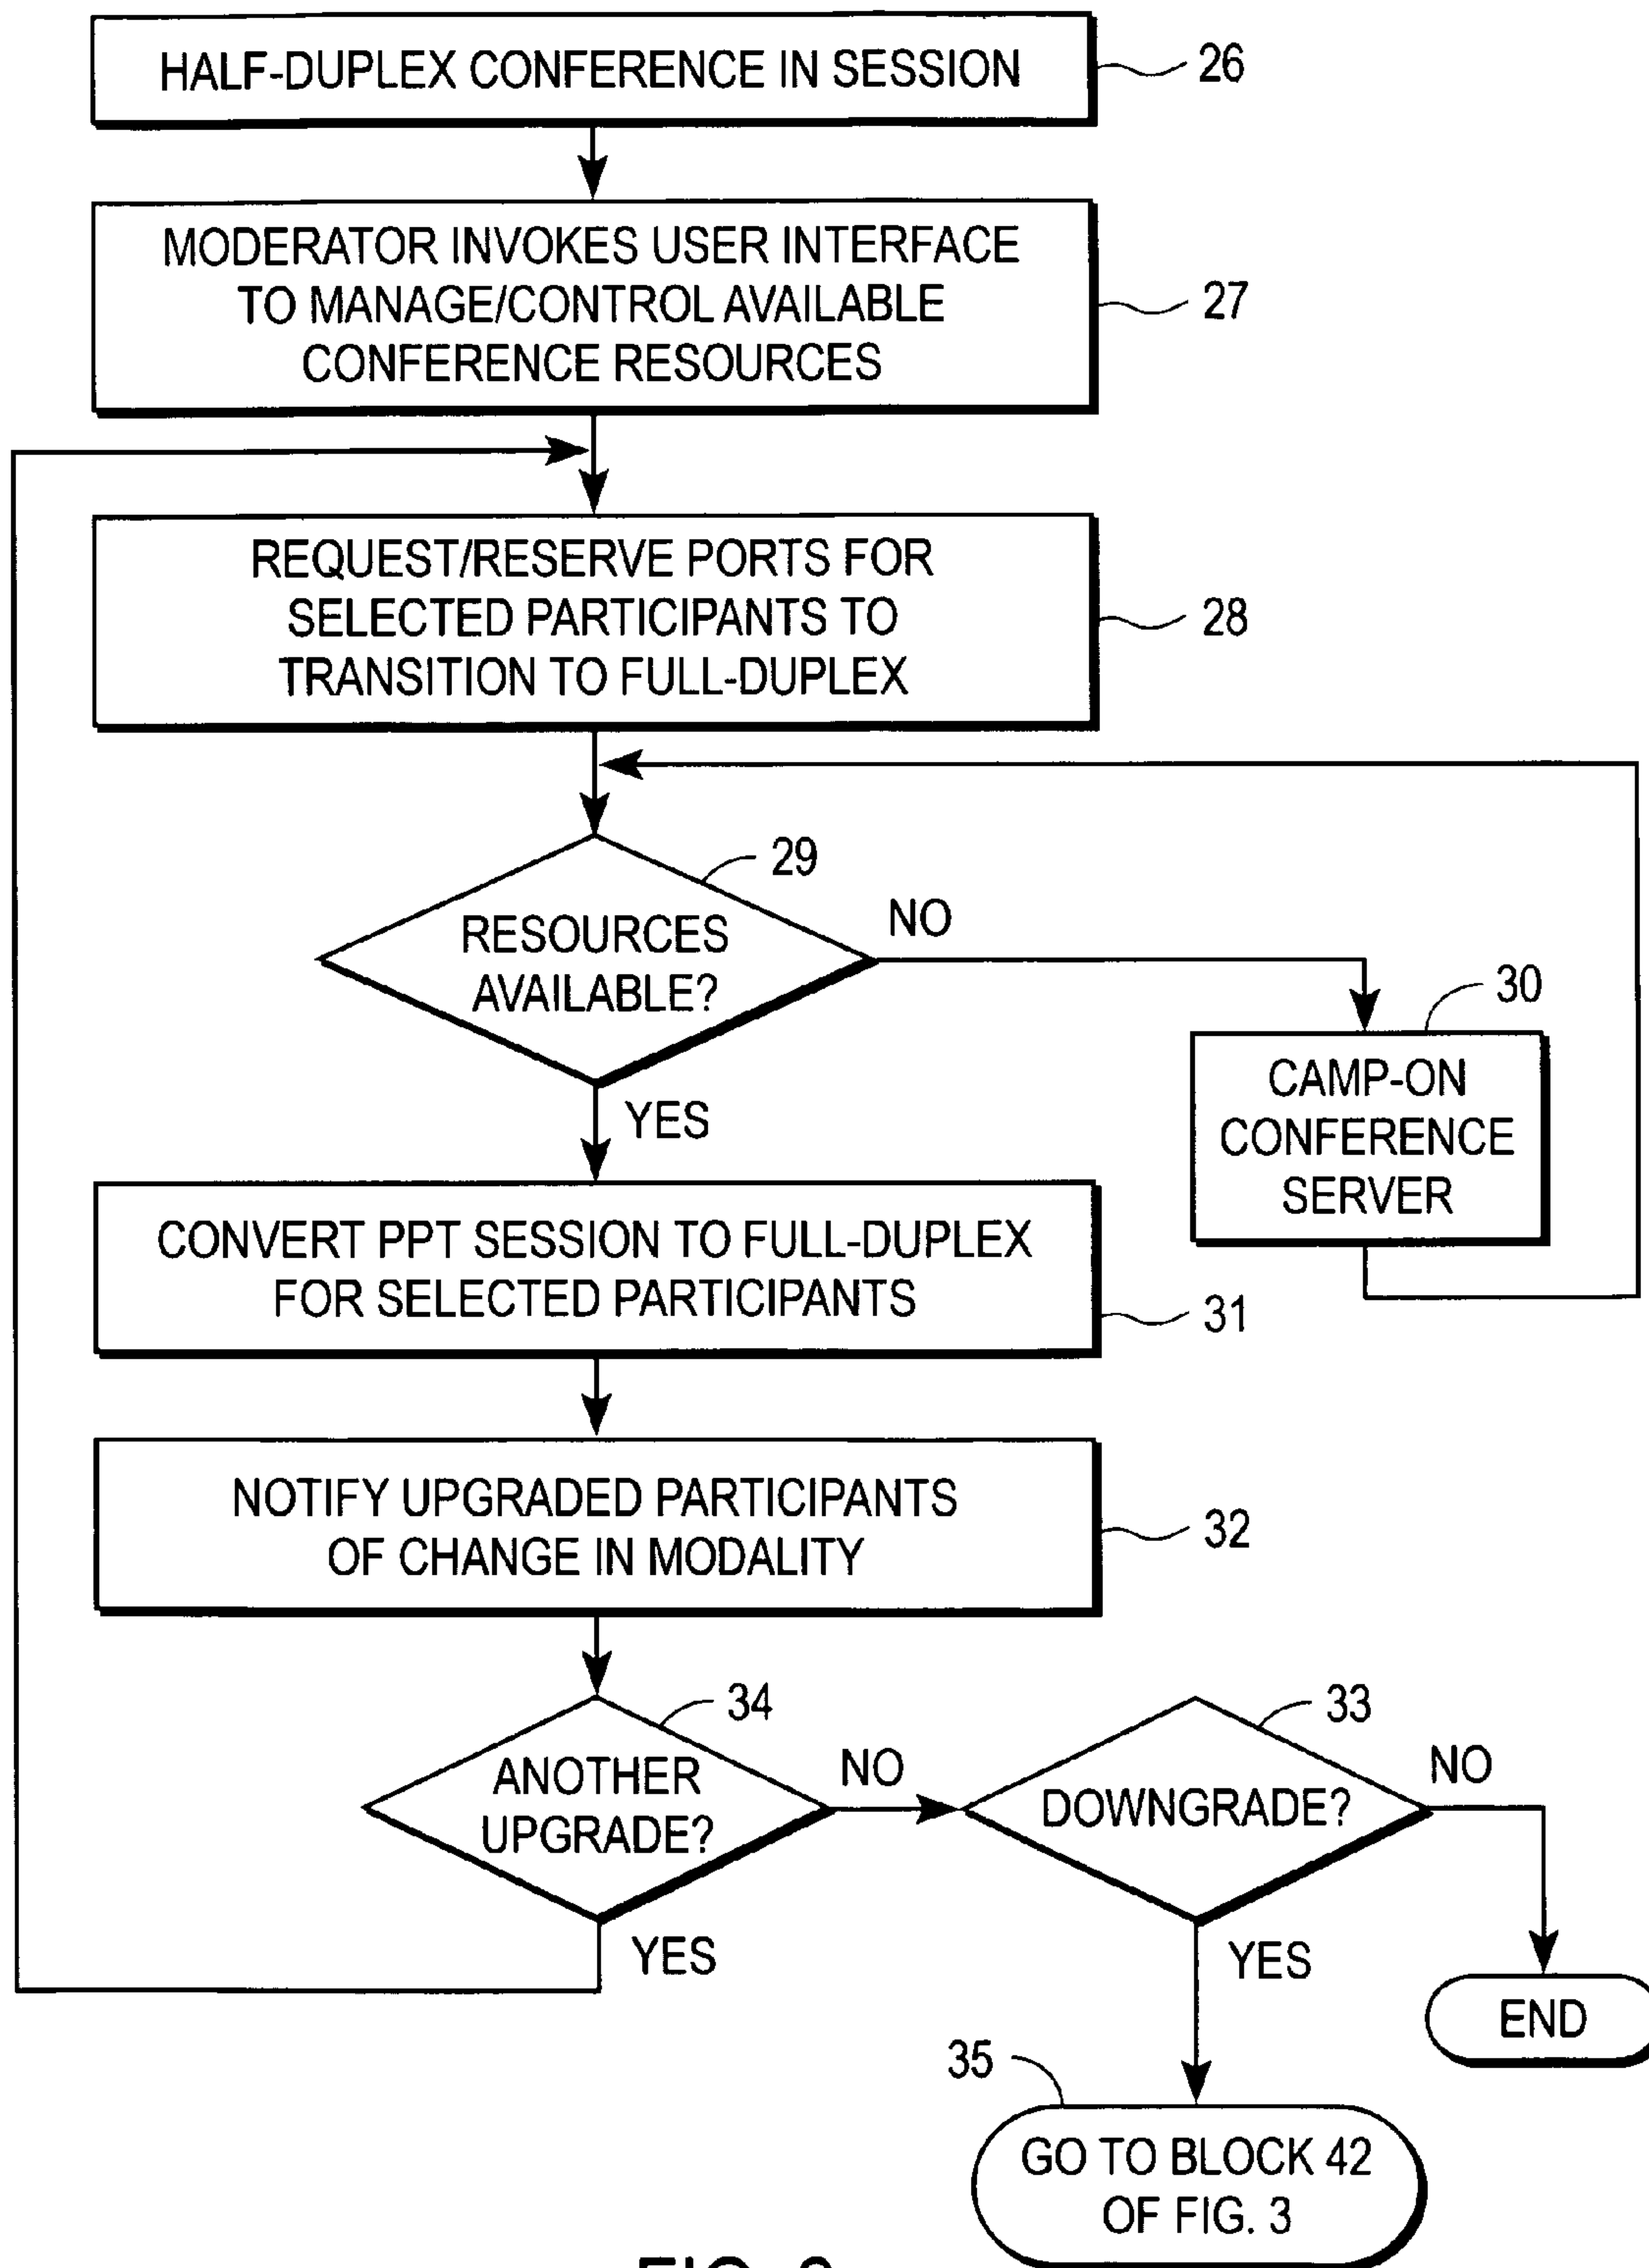 HALF-DUPLEX CONFERENCE IN SESSION
26
MODERATOR INVOKES USER INTERFACE
TO MANAGE/CONTROL AVAILABLE
CONFERENCE RESOURCES
27
REQUEST/RESERVE PORTS FOR
SELECTED PARTICIPANTS TO
TRANSITION TO FULL-DUPLEX
28
29
RESOURCES
AVAILABLE?
NO
YES
30
CAMP-ON
CONFERENCE
SERVER
CONVERT PPT SESSION TO FULL-DUPLEX
FOR SELECTED PARTICIPANTS
31
NOTIFY UPGRADED PARTICIPANTS
OF CHANGE IN MODALITY
32
34
ANOTHER
UPGRADE?
NO
YES
33
DOWNGRADE?
NO
YES
END
35
GO TO BLOCK 42
OF FIG. 3